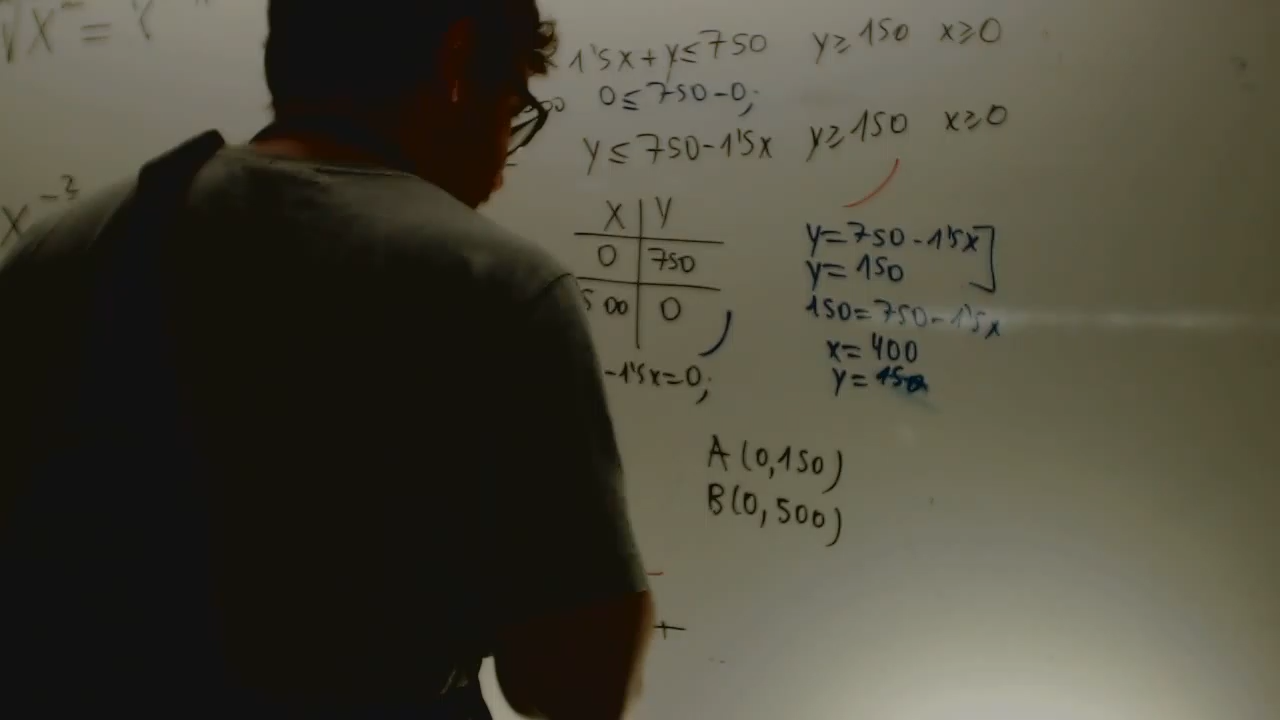 √x = 
x⁻³
1'5x+y≤750 y≥150 x≥0
0≤750-0;
y≤750-1'5x y≥150 x≥0
X | Y
0 | 750
500 | 0
-1'5x=0;
y=750-1'5x]
y=150
150=750-1'5x
x=400
y=150
A(0,150)
B(0,500)